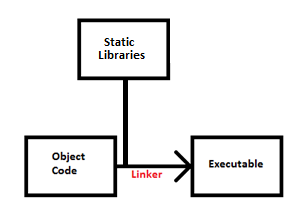 Static
Libraries
Object
Code
Linker
Executable